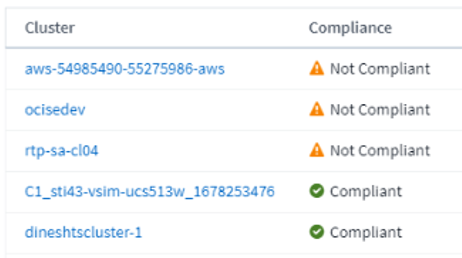 Cluster Compliance
aws-54985490-55275986-aws Not Compliant
ocisedev Not Compliant
rtp-sa-cl04 Not Compliant
C1_sti43-vsim-ucs513w_1678253476 Compliant
dineshtscluster-1 Compliant